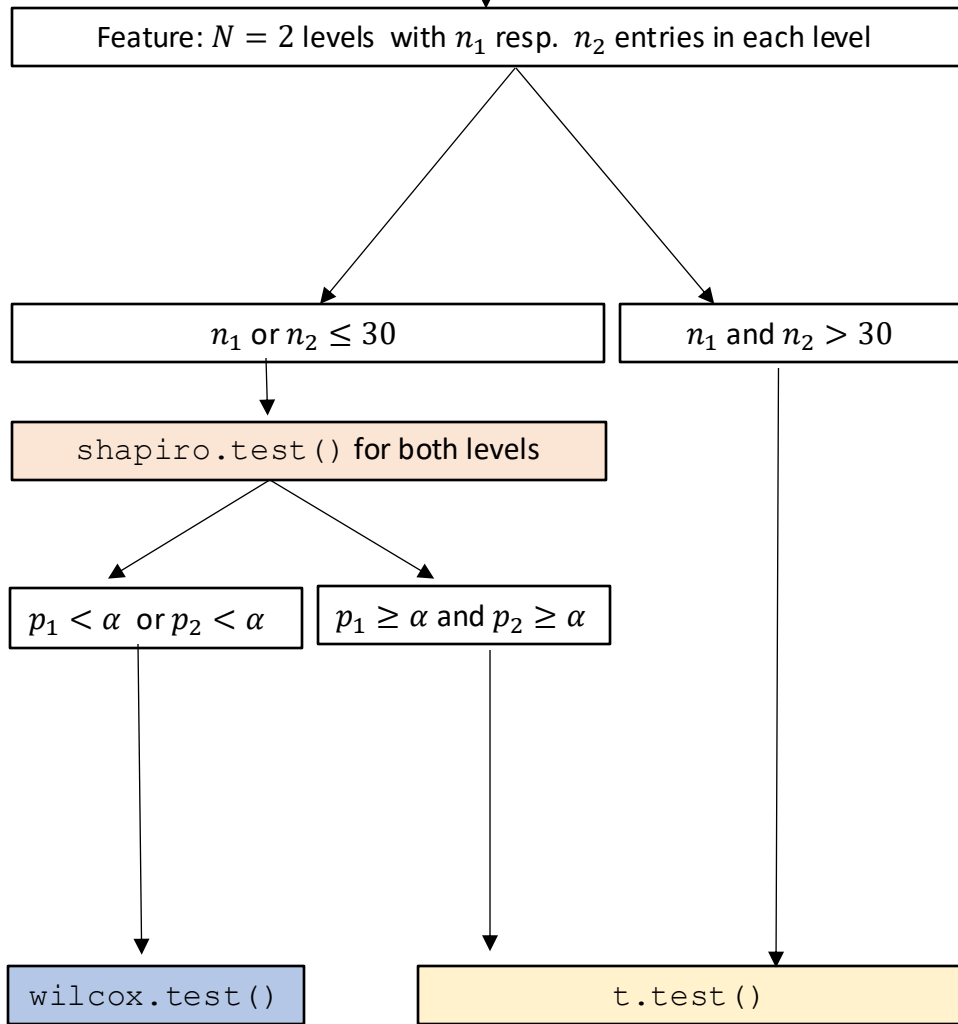 Feature: N = 2 levels with n₁ resp. n₂ entries in each level
n₁ or n₂ ≤ 30
n₁ and n₂ > 30
shapiro.test() for both levels
p₁ < α or p₂ < α
p₁ ≥ α and p₂ ≥ α
wilcox.test()
t.test()